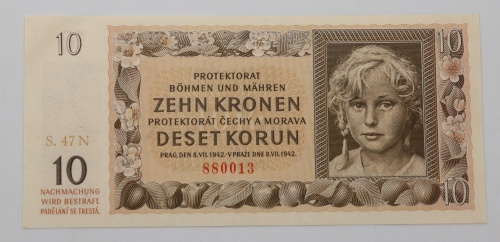 10
10
PROTEKTORAT
BÖHMEN UND MÄHREN
ZEHN KRONEN
PROTEKTORÁT ČECHY A MORAVA
DESET KORUN
PRAG, DEN 8.VII.1942-V PRAZE DNE 8.VII.1942.
880013
S. 47 N
10
NACHMACHUNG
WIRD BESTRAFT.
PADĚLÁNÍ SE TRESTÁ.
10